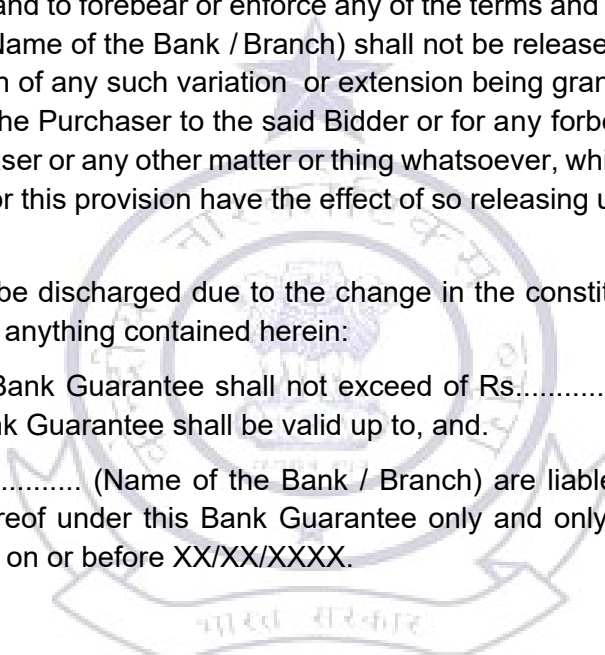 and to forebear or enforce any of the terms and
Name of the Bank / Branch) shall not be release
n of any such variation or extension being gran
he Purchaser to the said Bidder or for any forbe
aser or any other matter or thing whatsoever, whi
or this provision have the effect of so releasing u
be discharged due to the change in the constit
anything contained herein:
Bank Guarantee shall not exceed of Rs............
nk Guarantee shall be valid up to, and.
........... (Name of the Bank / Branch) are liable
reof under this Bank Guarantee only and only
on or before XX/XX/XXXX.
भारत सरकार